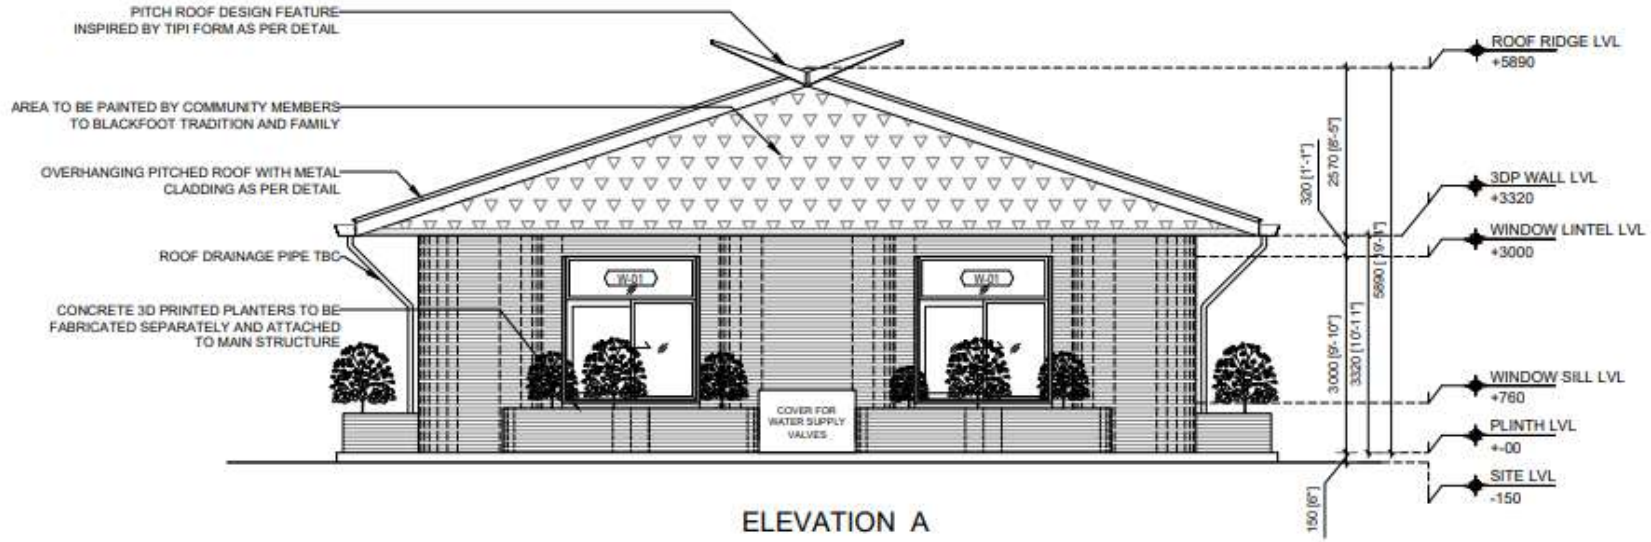 PITCH ROOF DESIGN FEATURE
INSPIRED BY TIPI FORM AS PER DETAIL
AREA TO BE PAINTED BY COMMUNITY MEMBERS
TO BLACKFOOT TRADITION AND FAMILY
OVERHANGING PITCHED ROOF WITH METAL
CLADDING AS PER DETAIL
ROOF DRAINAGE PIPE TBC
CONCRETE 3D PRINTED PLANTERS TO BE
FABRICATED SEPARATELY AND ATTACHED
TO MAIN STRUCTURE
W-01
W-01
COVER FOR
WATER SUPPLY
VALVES
320 [1'-1"]
2570 [8'-5"]
5890 [19'-4"]
3000 [9'-10"]
3320 [10'-11"]
150 [6"]
ROOF RIDGE LVL
+5890
3DP WALL LVL
+3320
WINDOW LINTEL LVL
+3000
WINDOW SILL LVL
+760
PLINTH LVL
+-00
SITE LVL
-150
ELEVATION A